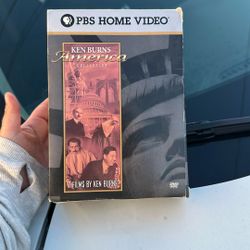 PBS HOME VIDEO
KEN BURNS
America
COLLECTION
FILMS BY KEN BURNS
DVD